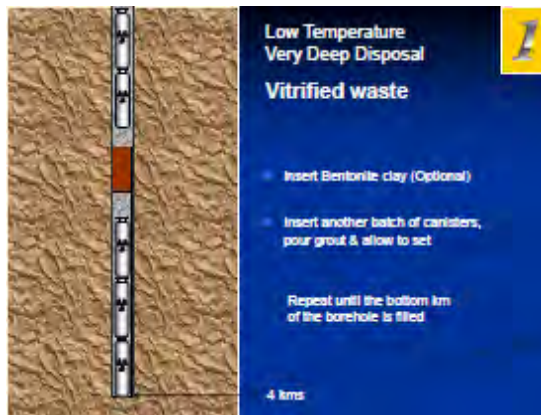 Low Temperature
Very Deep Disposal
1
Vitrified waste
Insert Bentonite clay (Optional)
Insert another batch of canisters,
pour grout & allow to set
Repeat until the bottom km
of the borehole is filled
4 kms